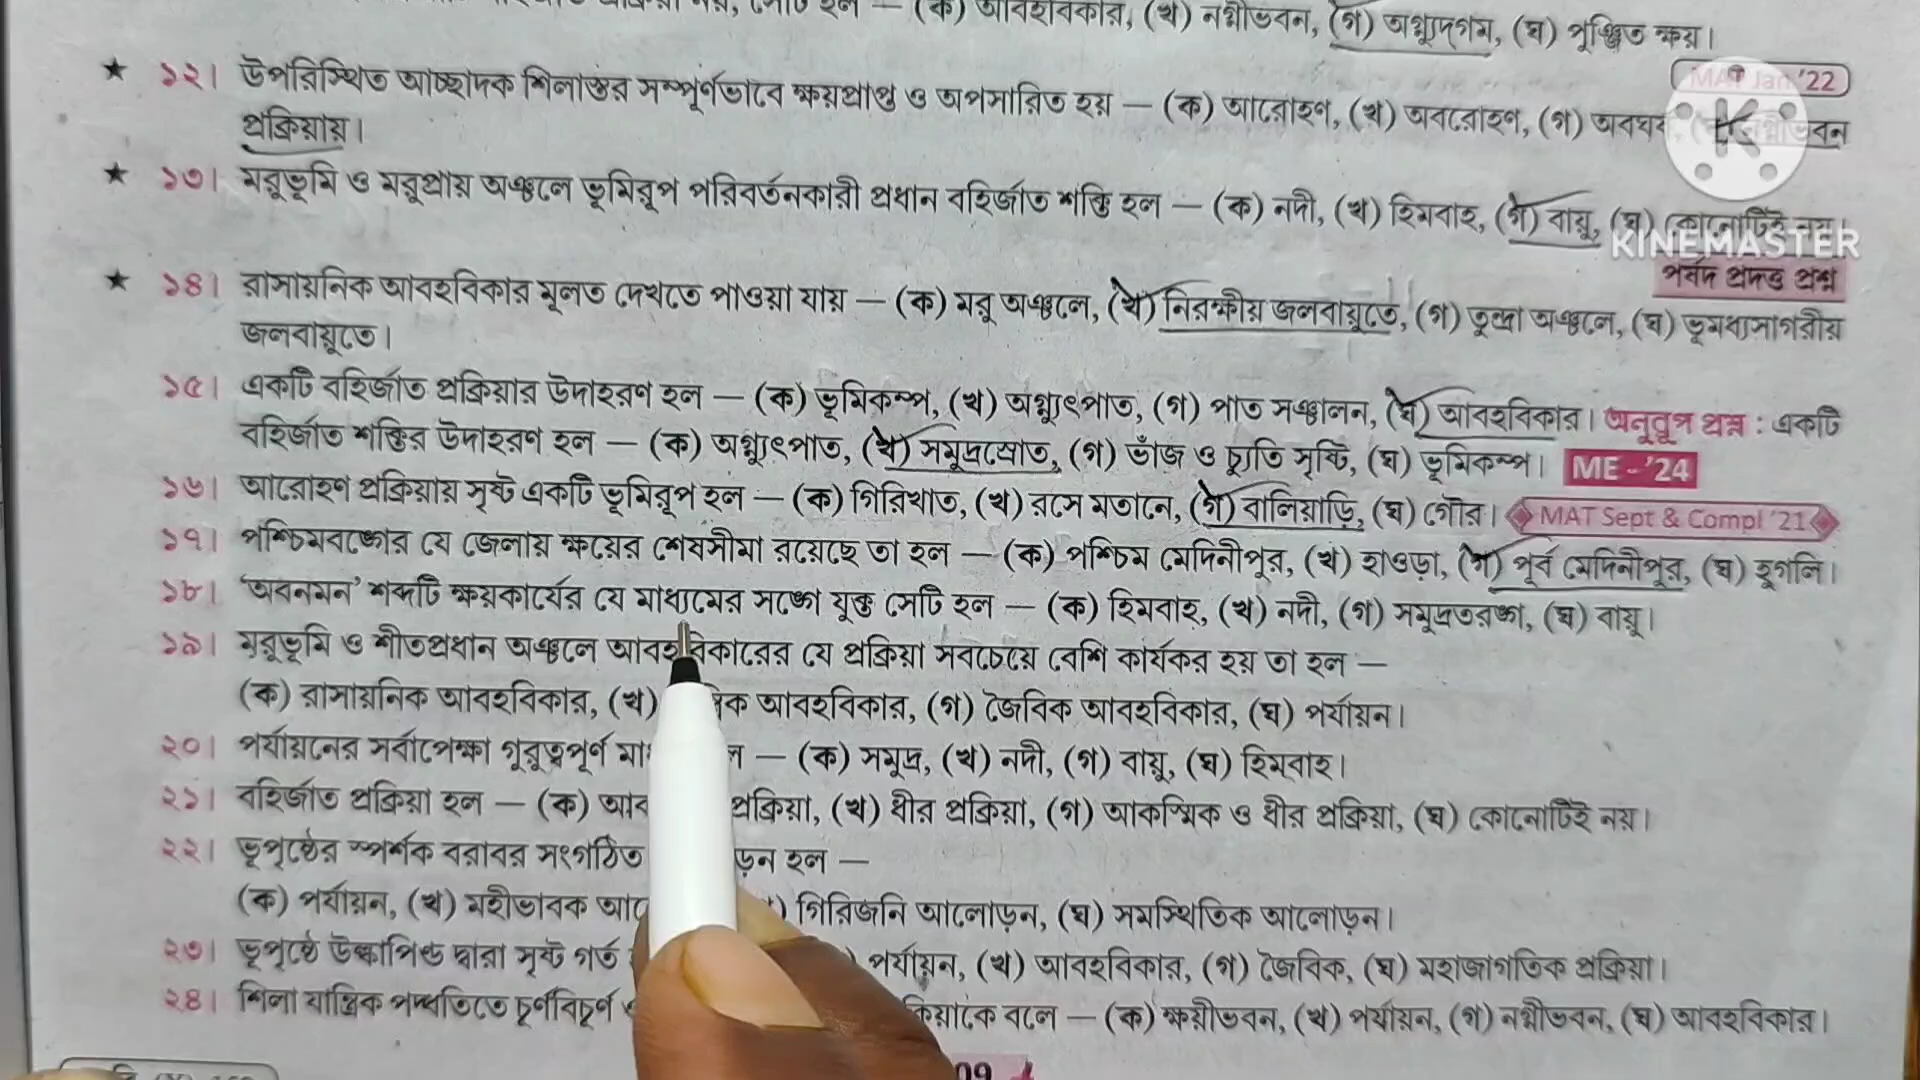 নয়, সেটি হল — (ক) আবহবিকার, (খ) নগ্নীভবন, (গ) অগ্ন্যুদ্‌গম, (ঘ) পুঞ্জিত ক্ষয়।
★ ১২। উপরিস্থিত আচ্ছাদক শিলাস্তর সম্পূর্ণভাবে ক্ষয়প্রাপ্ত ও অপসারিত হয় — (ক) আরোহণ, (খ) অবরোহণ, (গ)
MAT Jan '22
প্রক্রিয়ায়।
★ ১৩। মরুভূমি ও মরুপ্রায় অঞ্চলে ভূমিরূপ পরিবর্তনকারী প্রধান বহির্জাত শক্তি হল — (ক) নদী, (খ) হিমবাহ, (গ) বায়ু, (ঘ) কোনোটিই নয়।
KINEMASTER
পর্ষদ প্রদত্ত প্রশ্ন
★ ১৪। রাসায়নিক আবহবিকার মূলত দেখতে পাওয়া যায় — (ক) মরু অঞ্চলে, (খ) নিরক্ষীয় জলবায়ুতে, (গ) তুন্দ্রা অঞ্চলে, (ঘ) ভূমধ্যসাগরীয়
জলবায়ুতে।
১৫। একটি বহির্জাত প্রক্রিয়ার উদাহরণ হল — (ক) ভূমিকম্প, (খ) অগ্ন্যুৎপাত, (গ) পাত সঞ্চালন, (ঘ) আবহবিকার। অনুরূপ প্রশ্ন : একটি
বহির্জাত শক্তির উদাহরণ হল — (ক) অগ্ন্যুৎপাত, (খ) সমুদ্রস্রোত, (গ) ভাঁজ ও চ্যুতি সৃষ্টি, (ঘ) ভূমিকম্প। ME - '24
১৬। আরোহণ প্রক্রিয়ায় সৃষ্ট একটি ভূমিরূপ হল — (ক) গিরিখাত, (খ) রসে মতানে, (গ) বালিয়াড়ি, (ঘ) গৌর। MAT Sept & Compl '21
১৭। পশ্চিমবঙ্গের যে জেলায় ক্ষয়ের শেষসীমা রয়েছে তা হল — (ক) পশ্চিম মেদিনীপুর, (খ) হাওড়া, (গ) পূর্ব মেদিনীপুর, (ঘ) হুগলি।
১৮। 'অবনমন' শব্দটি ক্ষয়কার্যের যে মাধ্যমের সঙ্গে যুক্ত সেটি হল — (ক) হিমবাহ, (খ) নদী, (গ) সমুদ্রতরঙ্গ, (ঘ) বায়ু।
১৯। মরুভূমি ও শীতপ্রধান অঞ্চলে আবহবিকারের যে প্রক্রিয়া সবচেয়ে বেশি কার্যকর হয় তা হল —
(ক) রাসায়নিক আবহবিকার, (খ) আবহবিকার, (গ) জৈবিক আবহবিকার, (ঘ) পর্যায়ন।
২০। পর্যায়নের সর্বাপেক্ষা গুরুত্বপূর্ণ — (ক) সমুদ্র, (খ) নদী, (গ) বায়ু, (ঘ) হিমবাহ।
২১। বহির্জাত প্রক্রিয়া হল — (ক) প্রক্রিয়া, (খ) ধীর প্রক্রিয়া, (গ) আকস্মিক ও ধীর প্রক্রিয়া, (ঘ) কোনোটিই নয়।
২২। ভূপৃষ্ঠের স্পর্শক বরাবর সংগঠিত হল —
(ক) পর্যায়ন, (খ) মহীভাবক গিরিজনি আলোড়ন, (ঘ) সমস্থিতিক আলোড়ন।
২৩। ভূপৃষ্ঠে উল্কাপিণ্ড দ্বারা সৃষ্ট গর্ত পর্যায়ন, (খ) আবহবিকার, (গ) জৈবিক, (ঘ) মহাজাগতিক প্রক্রিয়া।
২৪। শিলা যান্ত্রিক পদ্ধতিতে চূর্ণবিচূর্ণ বলে — (ক) ক্ষয়ীভবন, (খ) পর্যায়ন, (গ) নগ্নীভবন, (ঘ) আবহবিকার।